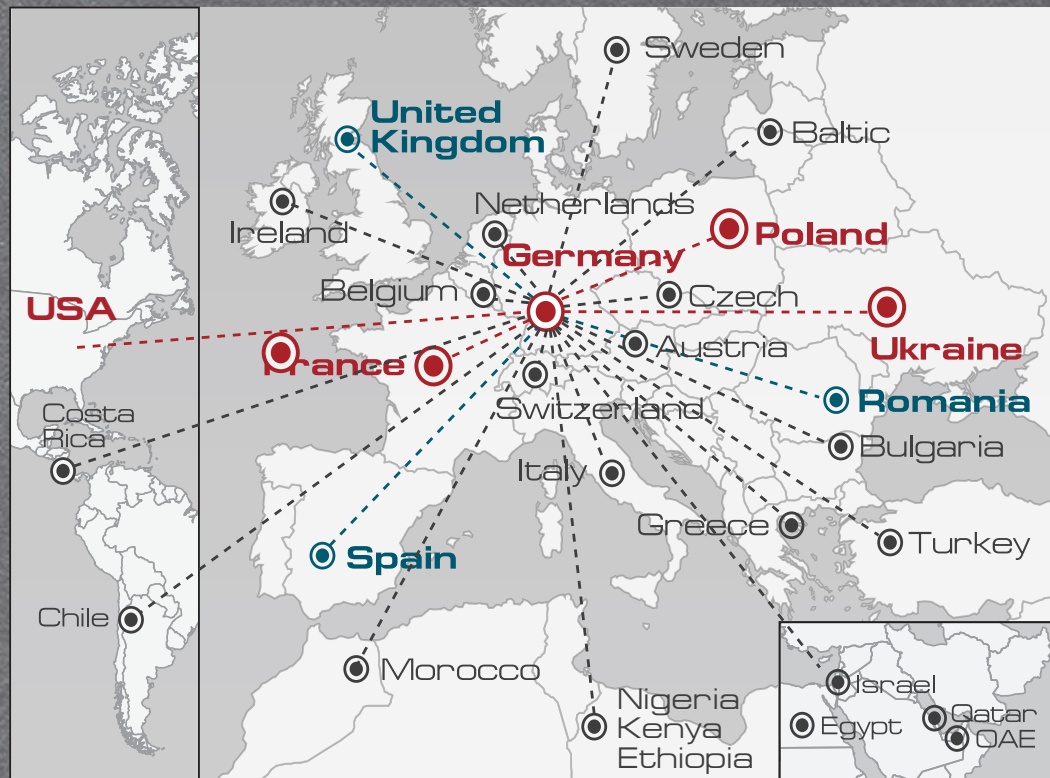 Sweden
United
Kingdom
Baltic
Netherlands
Ireland
Germany
Poland
Belgium
Czech
USA
France
Austria
Ukraine
Switzerland
Romania
Costa
Rica
Bulgaria
Italy
Greece
Turkey
Spain
Chile
Morocco
Israel
Nigeria
Kenya
Ethiopia
Egypt
Qatar
OAE